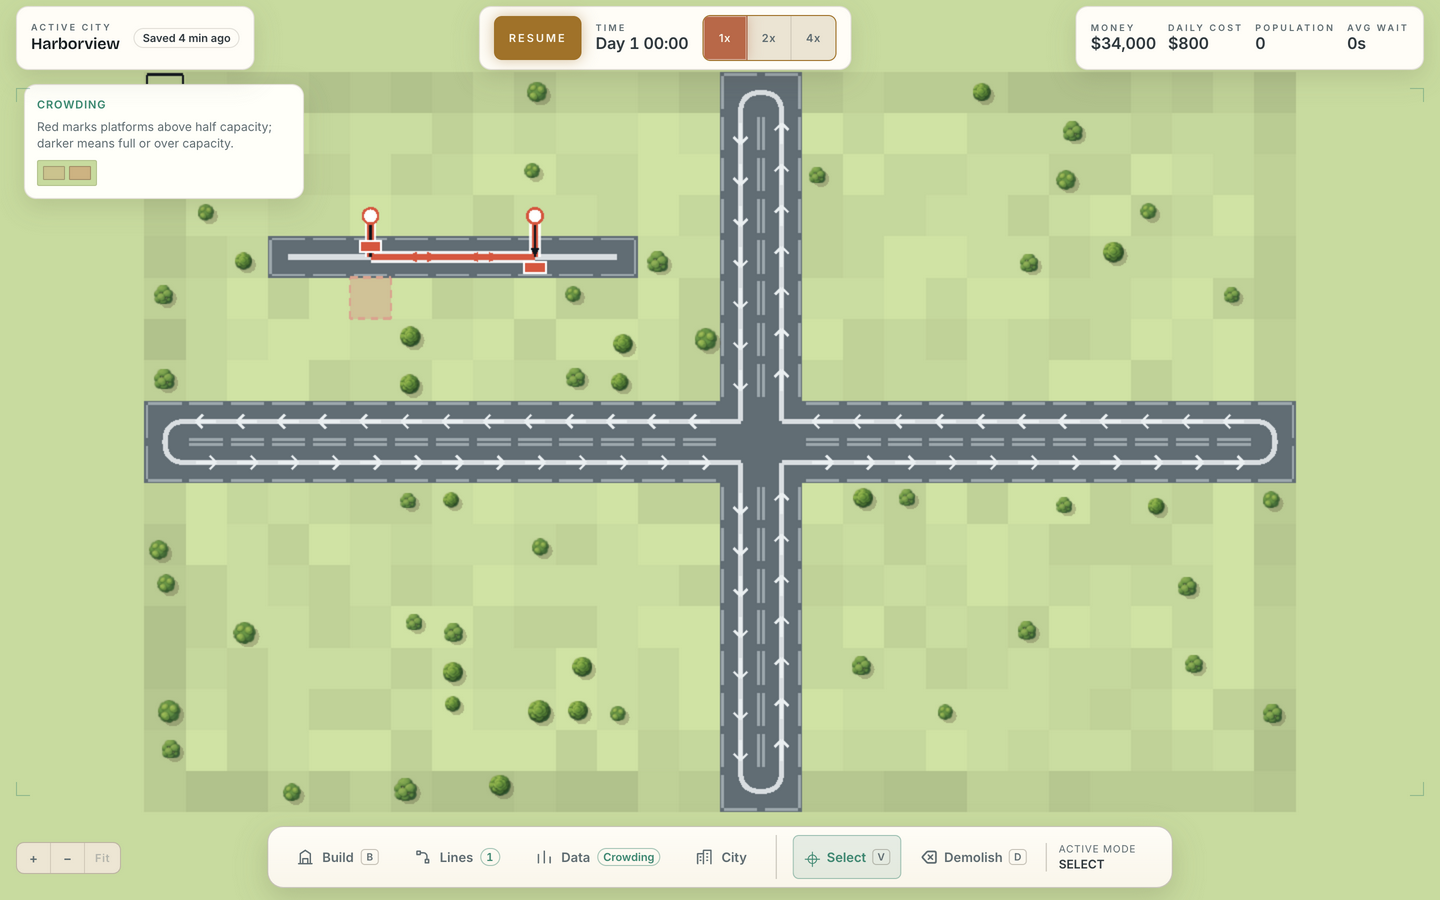 ACTIVE CITY
Harborview
Saved 4 min ago
RESUME
TIME
Day 1 00:00
1x
2x
4x
MONEY
$34,000
DAILY COST
$800
POPULATION
0
AVG WAIT
0s
CROWDING
Red marks platforms above half capacity;
darker means full or over capacity.
+
−
Fit
Build B
Lines 1
Data Crowding
City
Select V
Demolish D
ACTIVE MODE
SELECT